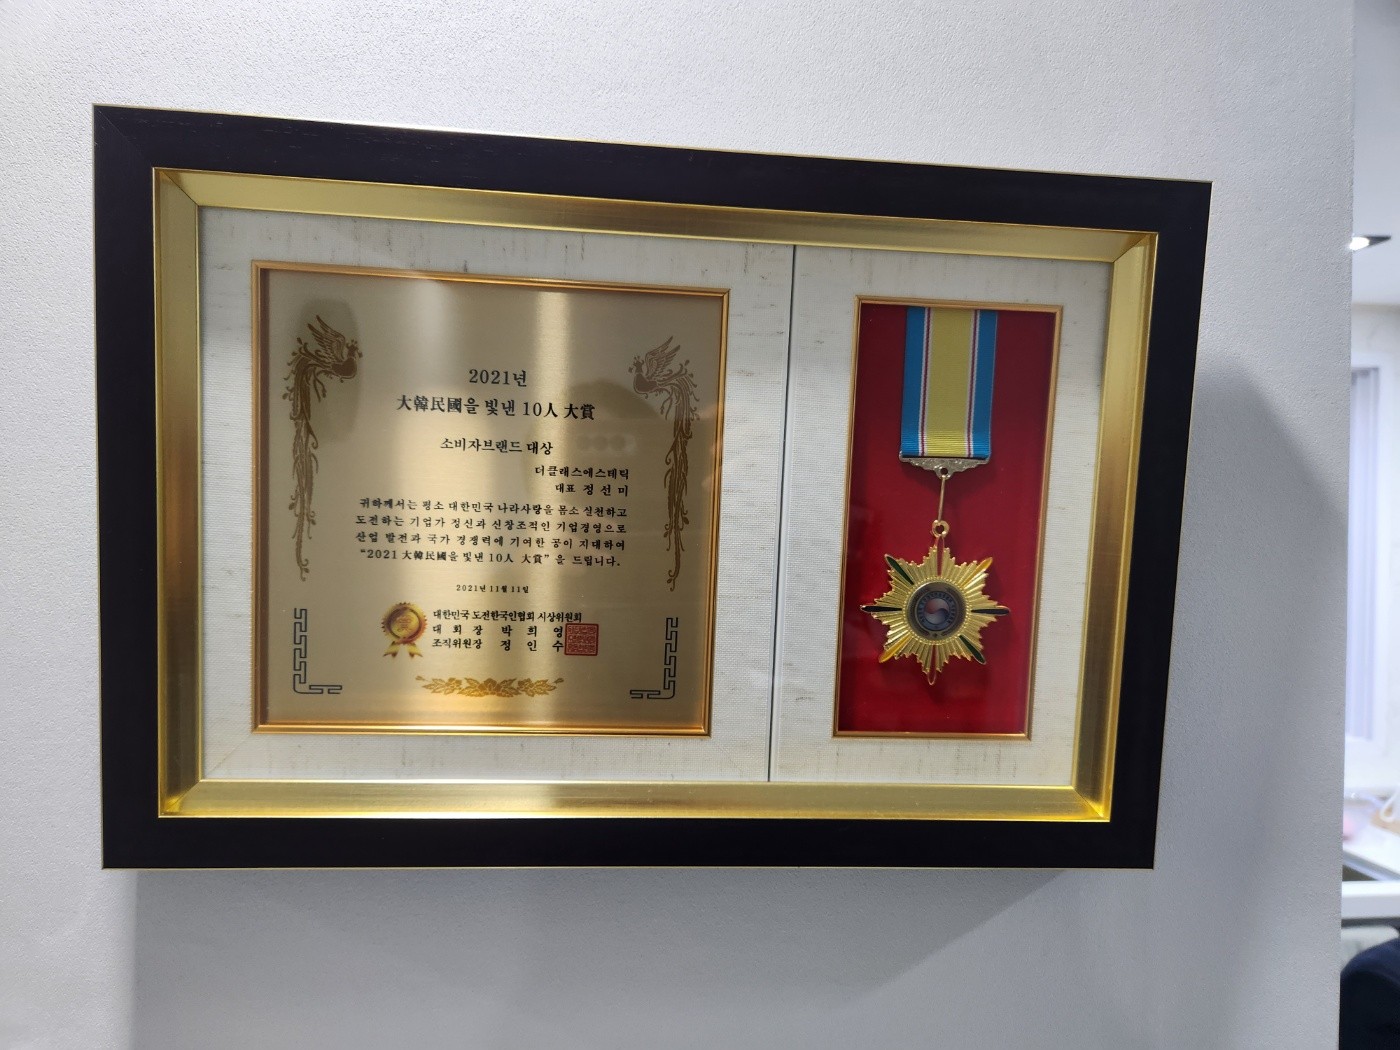 2021년
大韓民國을 빛낸 10人 大賞
소비자브랜드 대상
더클래스에스테틱
대표 정 선 미
귀하께서는 평소 대한민국 나라사랑을 몸소 실천하고
도전하는 기업가 정신과 신창조적인 기업경영으로
산업 발전과 국가 경쟁력에 기여한 공이 지대하여
“2021 大韓民國을 빛낸 10人 大賞”을 드립니다.
2021년 11월 11일
대한민국 도전한국인협회 시상위원회
대 회 장 박 희 영
조직위원장 정 인 수